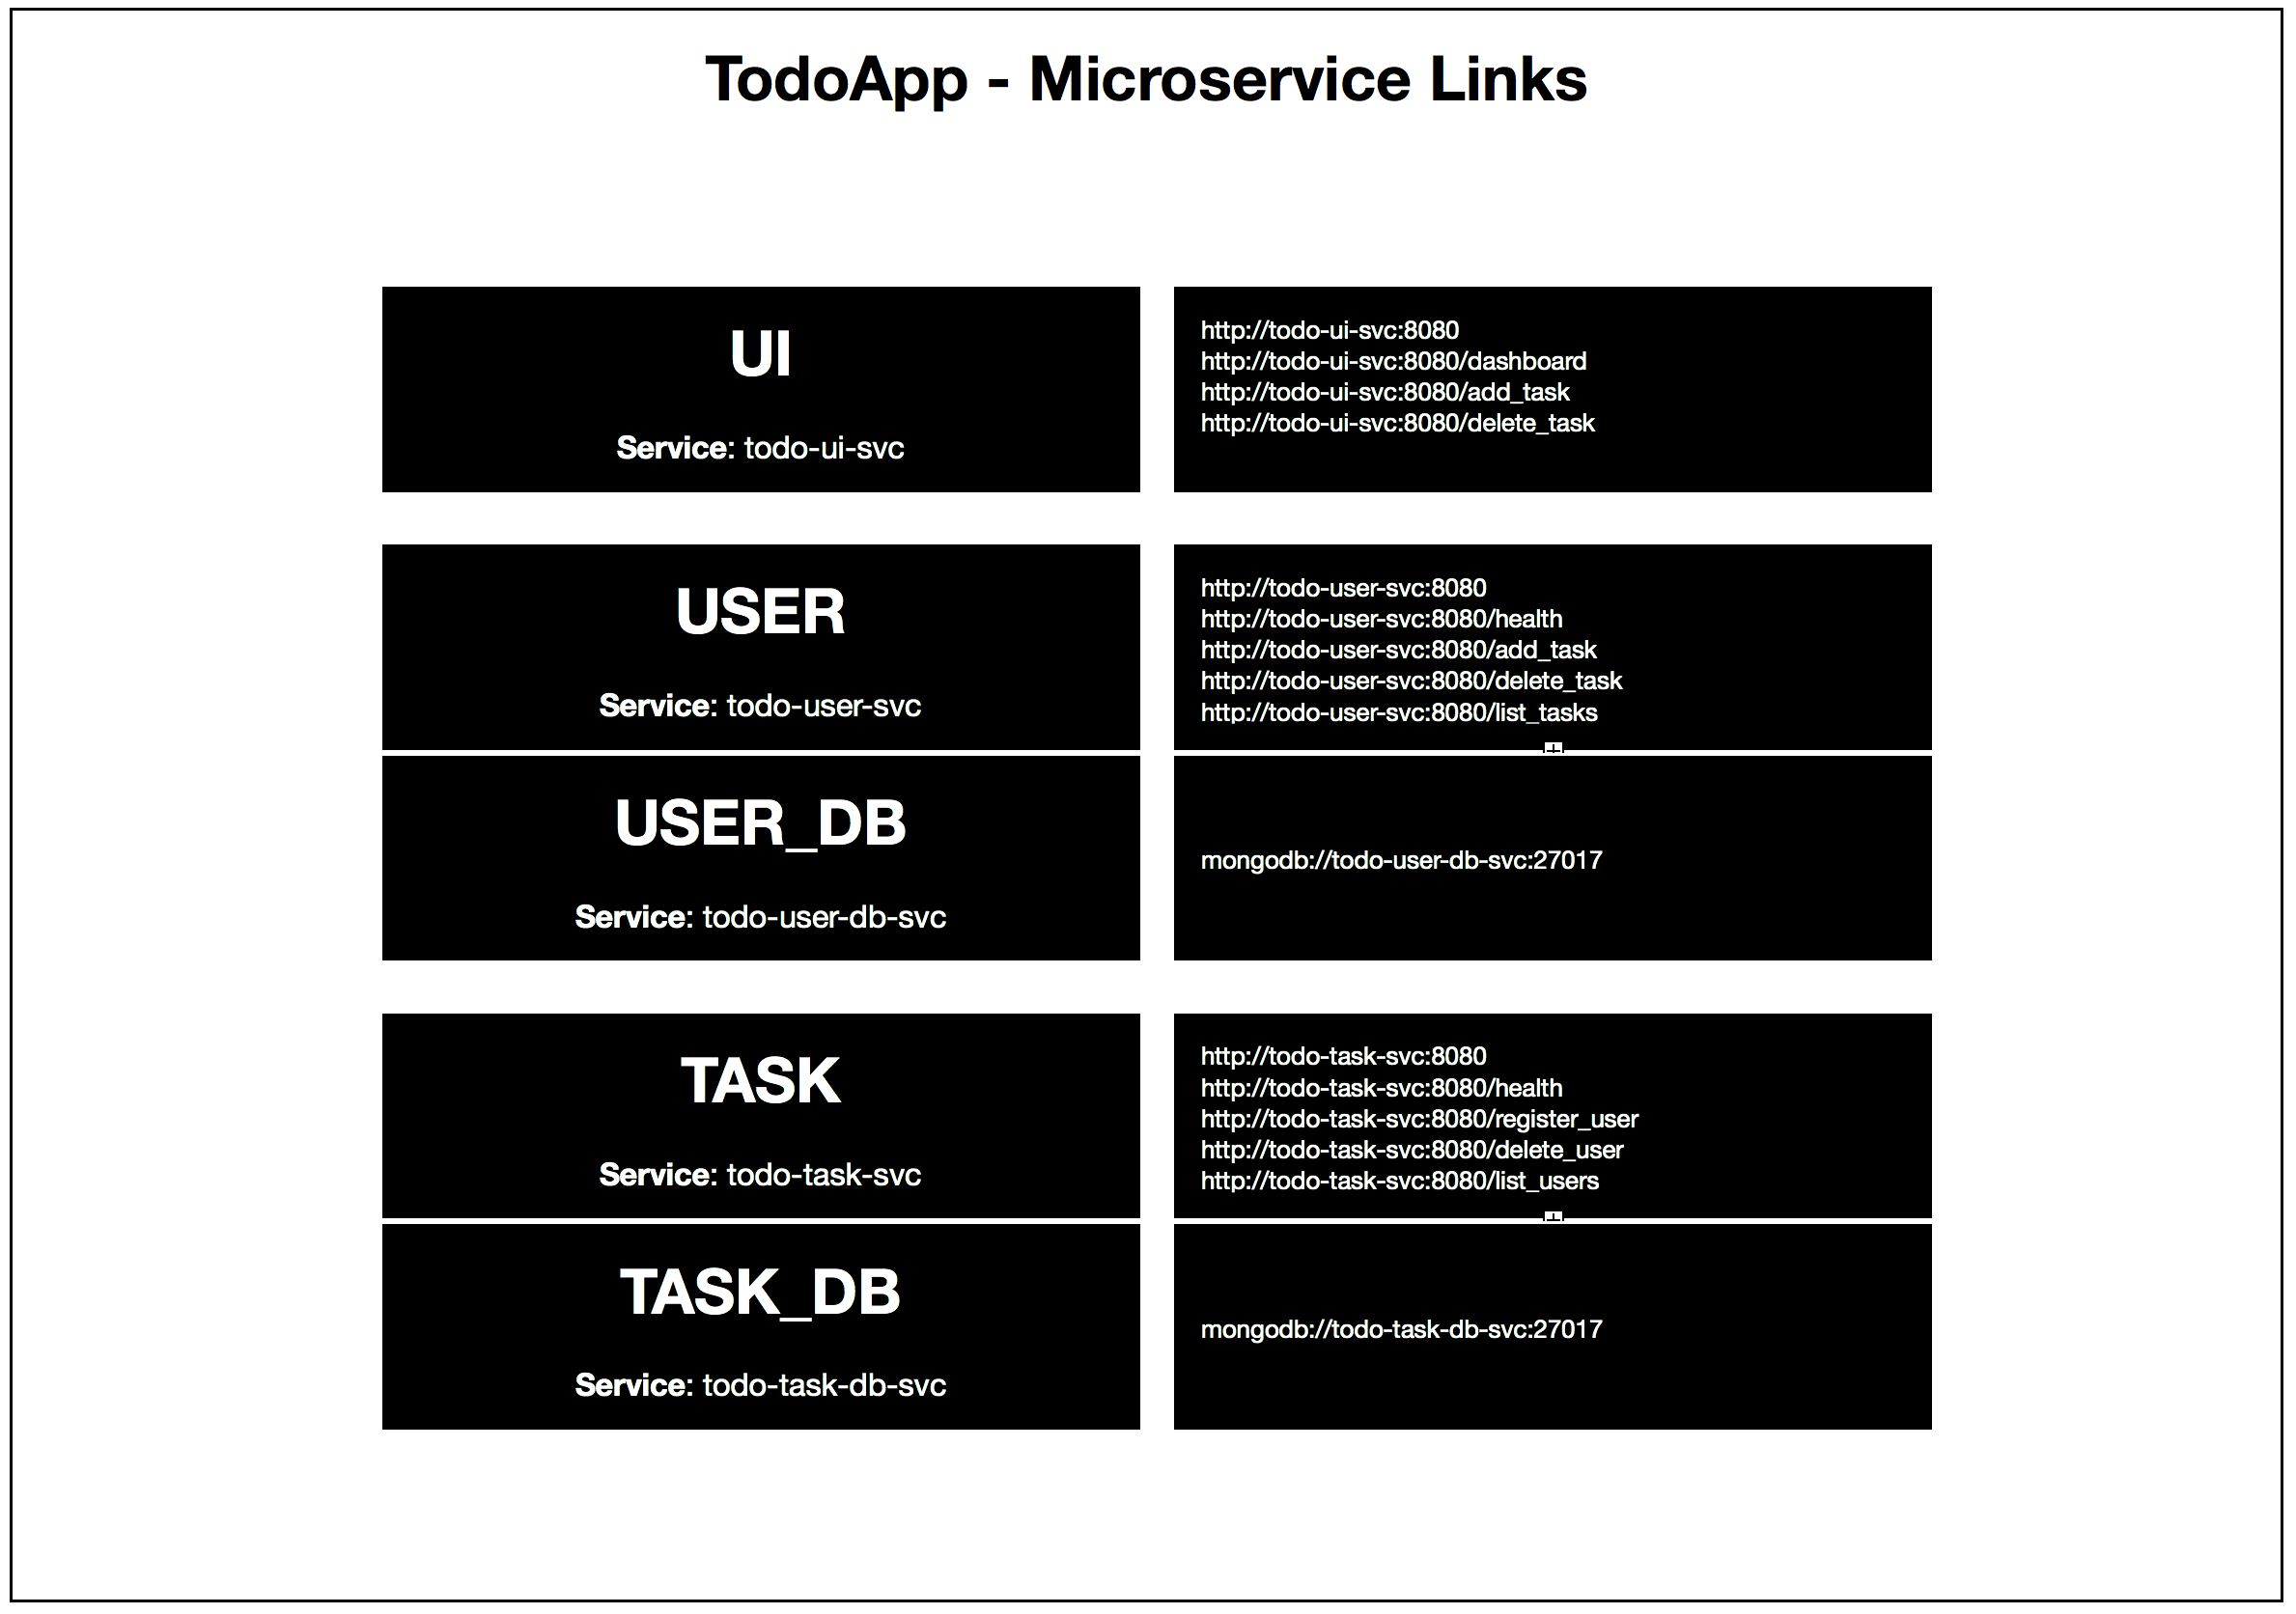 TodoApp - Microservice Links
UI
Service: todo-ui-svc
http://todo-ui-svc:8080
http://todo-ui-svc:8080/dashboard
http://todo-ui-svc:8080/add_task
http://todo-ui-svc:8080/delete_task
USER
Service: todo-user-svc
http://todo-user-svc:8080
http://todo-user-svc:8080/health
http://todo-user-svc:8080/add_task
http://todo-user-svc:8080/delete_task
http://todo-user-svc:8080/list_tasks
USER_DB
Service: todo-user-db-svc
mongodb://todo-user-db-svc:27017
TASK
Service: todo-task-svc
http://todo-task-svc:8080
http://todo-task-svc:8080/health
http://todo-task-svc:8080/register_user
http://todo-task-svc:8080/delete_user
http://todo-task-svc:8080/list_users
TASK_DB
Service: todo-task-db-svc
mongodb://todo-task-db-svc:27017